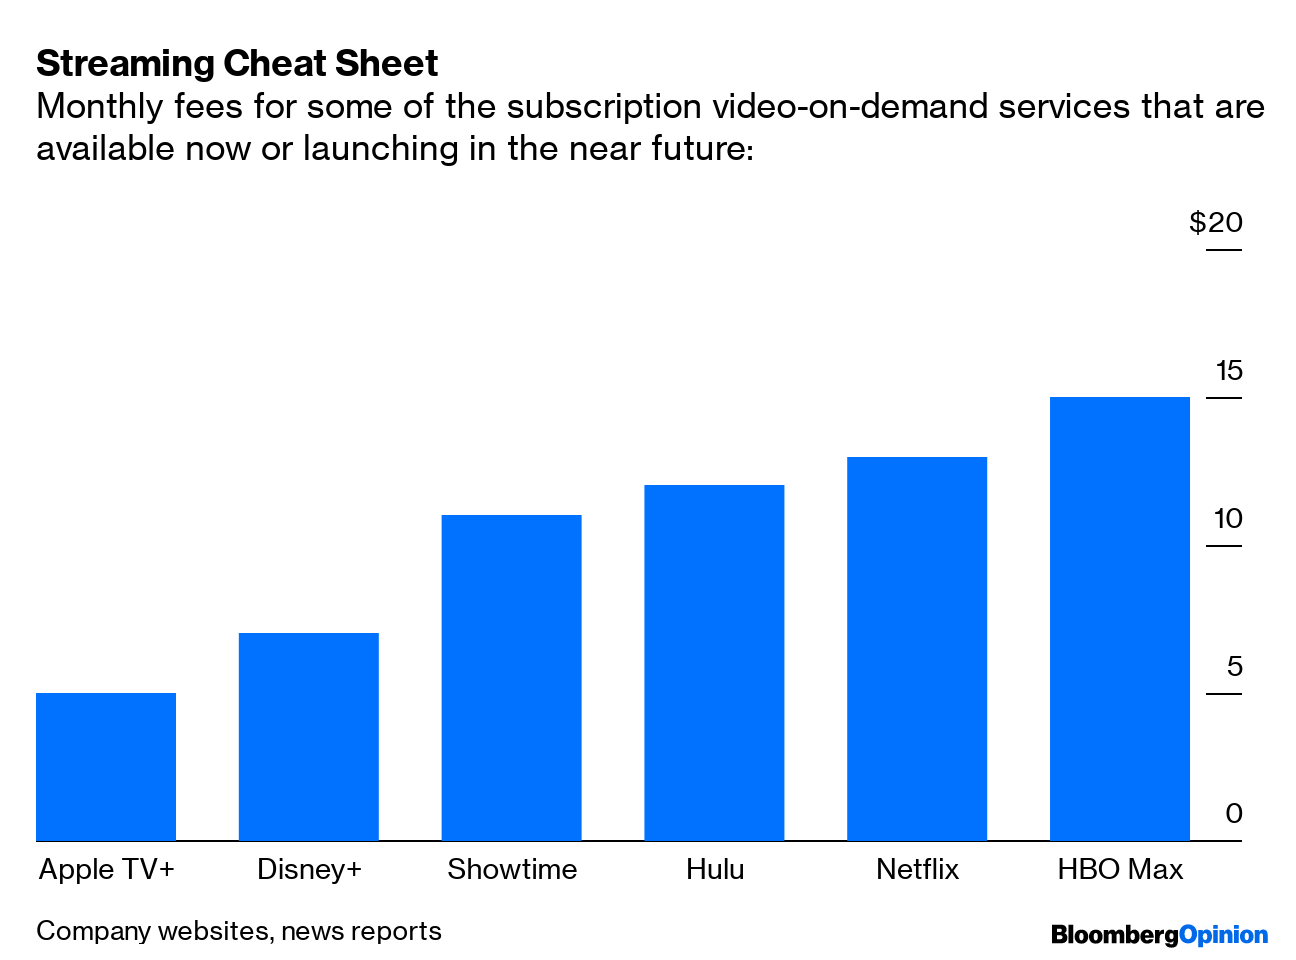 Streaming Cheat Sheet
Monthly fees for some of the subscription video-on-demand services that are
available now or launching in the near future:
$20
15
10
5
0
Apple TV+ Disney+ Showtime Hulu Netflix HBO Max
Company websites, news reports
BloombergOpinion